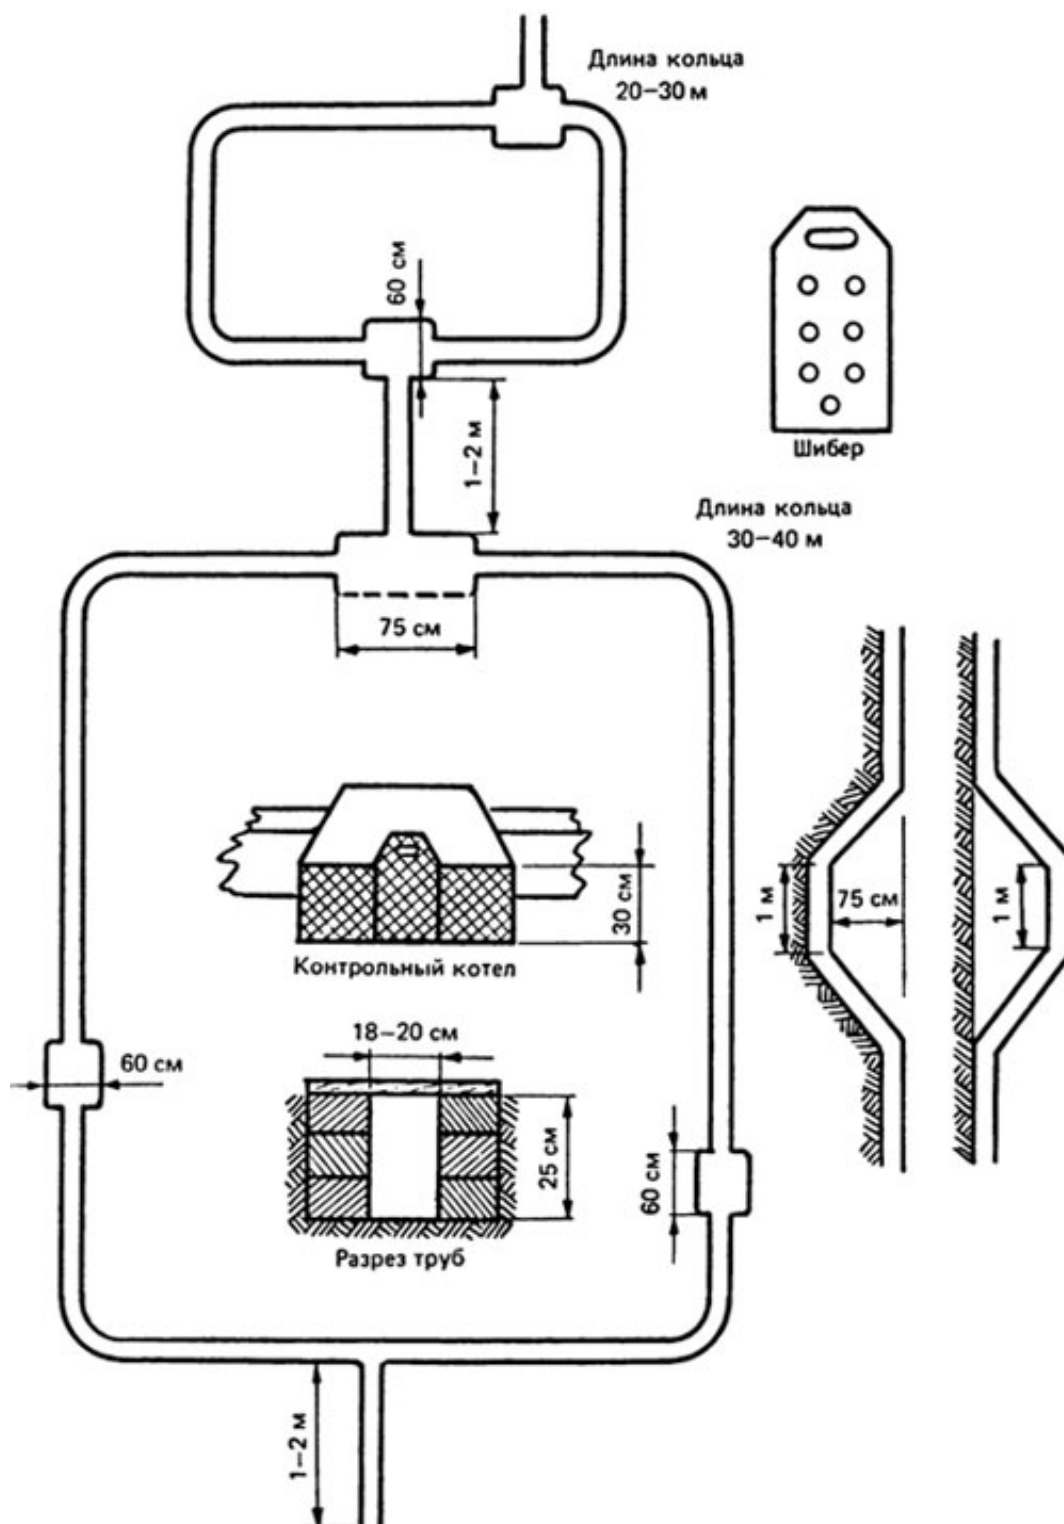 Длина кольца
20–30 м
60 см
1–2 м
Шибер
Длина кольца
30–40 м
75 см
30 см
Контрольный котел
1 м
75 см
1 м
18–20 см
60 см
25 см
60 см
Разрез труб
1–2 м